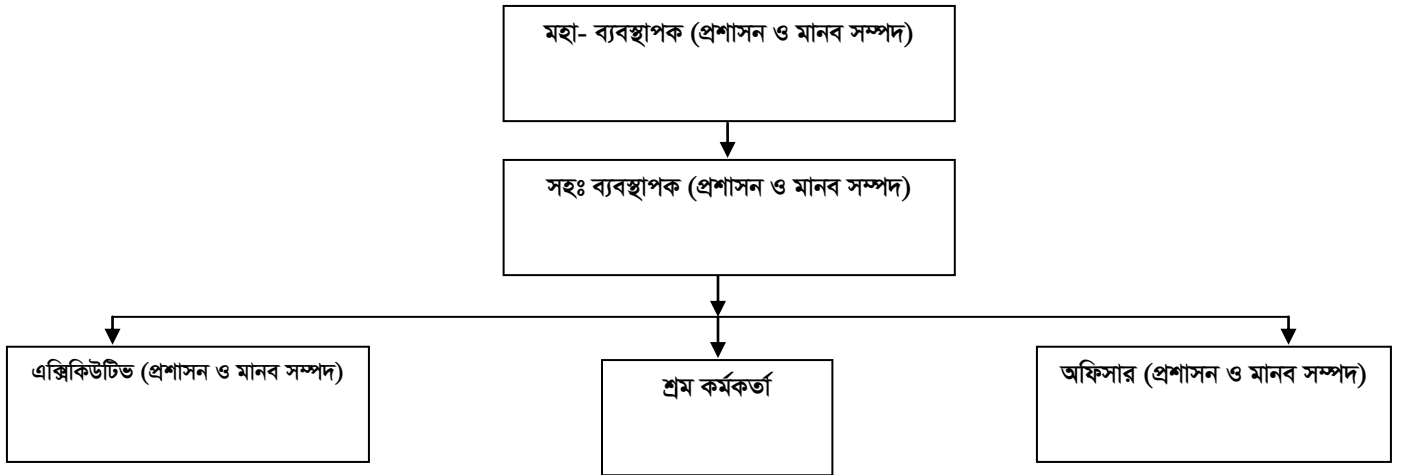 মহা- ব্যবস্থাপক (প্রশাসন ও মানব সম্পদ)
সহঃ ব্যবস্থাপক (প্রশাসন ও মানব সম্পদ)
এক্সিকিউটিভ (প্রশাসন ও মানব সম্পদ)
শ্রম কর্মকর্তা
অফিসার (প্রশাসন ও মানব সম্পদ)